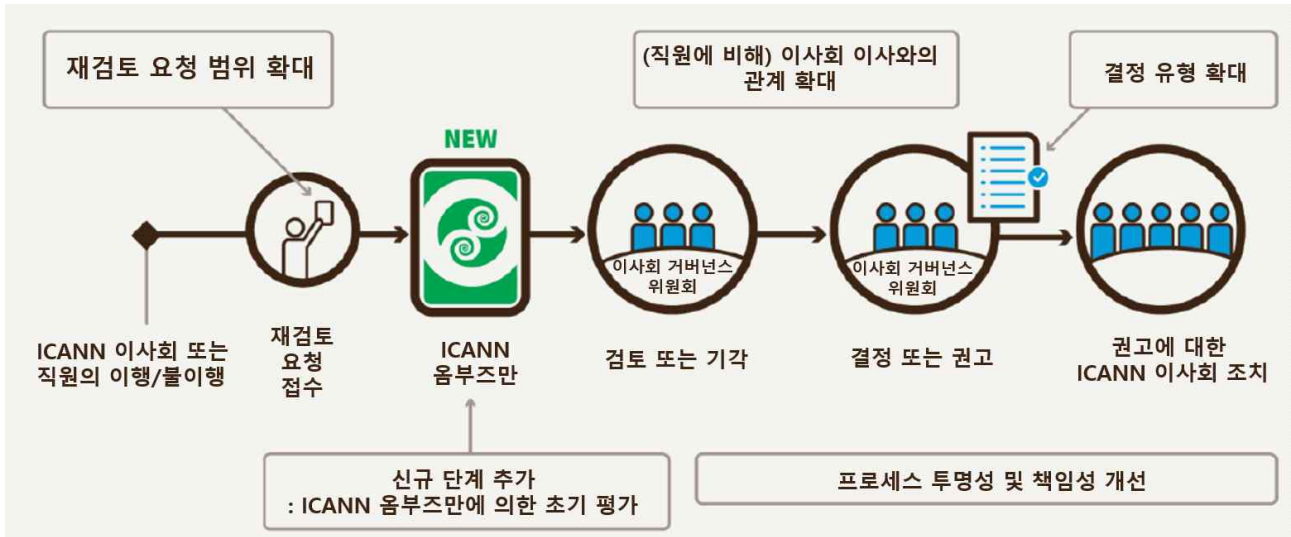 재검토 요청 범위 확대
(직원에 비해) 이사회 이사와의
관계 확대
결정 유형 확대
NEW
이사회 거버넌스
위원회
이사회 거버넌스
위원회
ICANN 이사회 또는
직원의 이행/불이행
재검토
요청
접수
ICANN
옴부즈만
검토 또는 기각
결정 또는 권고
권고에 대한
ICANN 이사회 조치
신규 단계 추가
: ICANN 옴부즈만에 의한 초기 평가
프로세스 투명성 및 책임성 개선